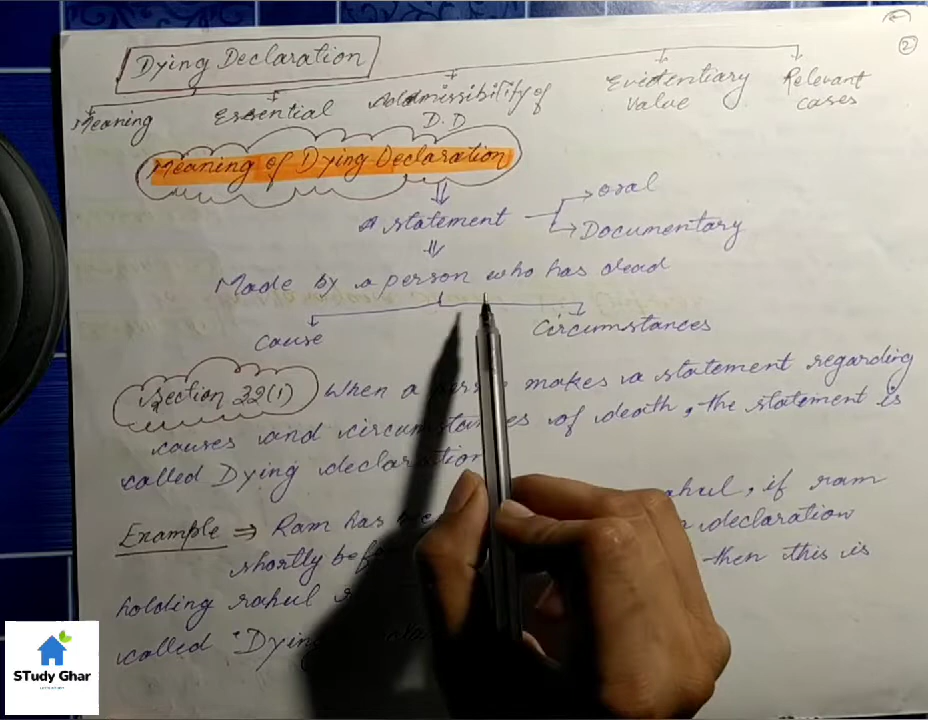 2
Dying Declaration
Meaning
Essential
Admissibility of
D.D
Evidentiary
value
Relevant
cases
Meaning of Dying Declaration
A statement
oral
Documentary
Made by a person who has dead
cause
Circumstances
Section 32(1) When a makes a statement regarding
causes and circumstances of death, the statement is
called Dying declaration
Example ⇒ Ram has ahul, if ram
shortly declaration
holding rahul then this is
called "Dying
STudy Ghar